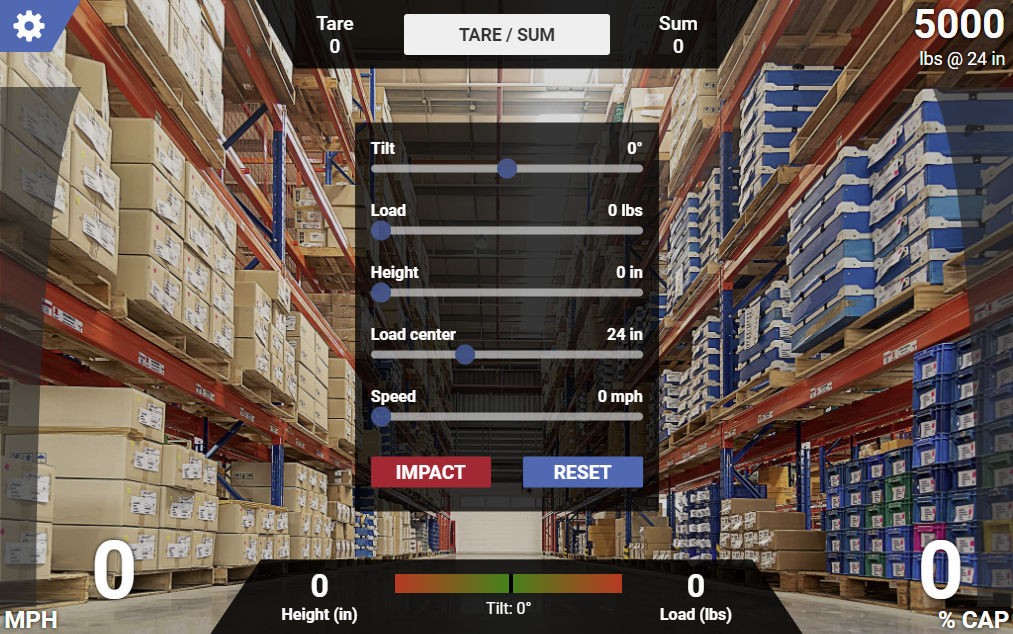 Tare
0
TARE / SUM
Sum
0
5000
lbs @ 24 in
Tilt 0°
Load 0 lbs
Height 0 in
Load center 24 in
Speed 0 mph
IMPACT RESET
0
MPH
0
Height (in)
Tilt: 0°
0
Load (lbs)
0
% CAP